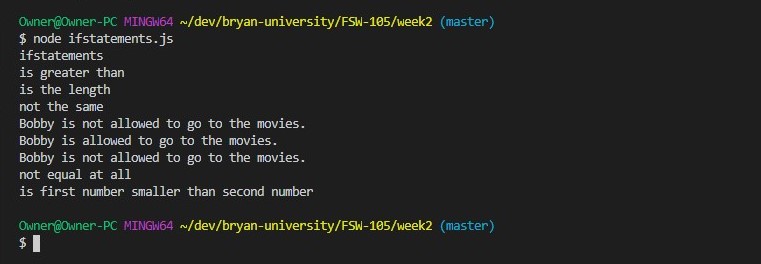 Owner@Owner-PC MINGW64 ~/dev/bryan-university/FSW-105/week2 (master)
$ node ifstatements.js
ifstatements
is greater than
is the length
not the same
Bobby is not allowed to go to the movies.
Bobby is allowed to go to the movies.
Bobby is not allowed to go to the movies.
not equal at all
is first number smaller than second number
Owner@Owner-PC MINGW64 ~/dev/bryan-university/FSW-105/week2 (master)
$